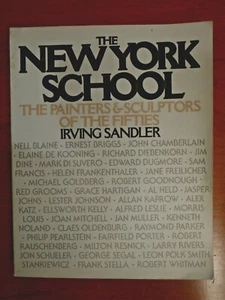 THE
NEW YORK
SCHOOL
THE PAINTERS & SCULPTORS
OF THE FIFTIES
IRVING SANDLER
NELL BLAINE - ERNEST BRIGGS - JOHN CHAMBERLAIN
ELAINE DE KOONING - RICHARD DIEBENKORN - JIM
DINE - MARK DI SUVERO - EDWARD DUGMORE - SAM
FRANCIS - HELEN FRANKENTHALER - JANE FREILICHER
- MICHAEL GOLDBERG - ROBERT GOODNOUGH -
RED GROOMS - GRACE HARTIGAN - AL HELD - JASPER
JOHNS - LESTER JOHNSON - ALLAN KAPROW - ALEX
KATZ - ELLSWORTH KELLY - ALFRED LESLIE - MORRIS
LOUIS - JOAN MITCHELL - JAN MULLER - KENNETH
NOLAND - CLAES OLDENBURG - RAYMOND PARKER
- PHILIP PEARLSTEIN - FAIRFIELD PORTER - ROBERT
RAUSCHENBERG - MILTON RESNICK - LARRY RIVERS
- JON SCHUELER - GEORGE SEGAL - LEON POLK SMITH
STANKIEWICZ - FRANK STELLA - ROBERT WHITMAN